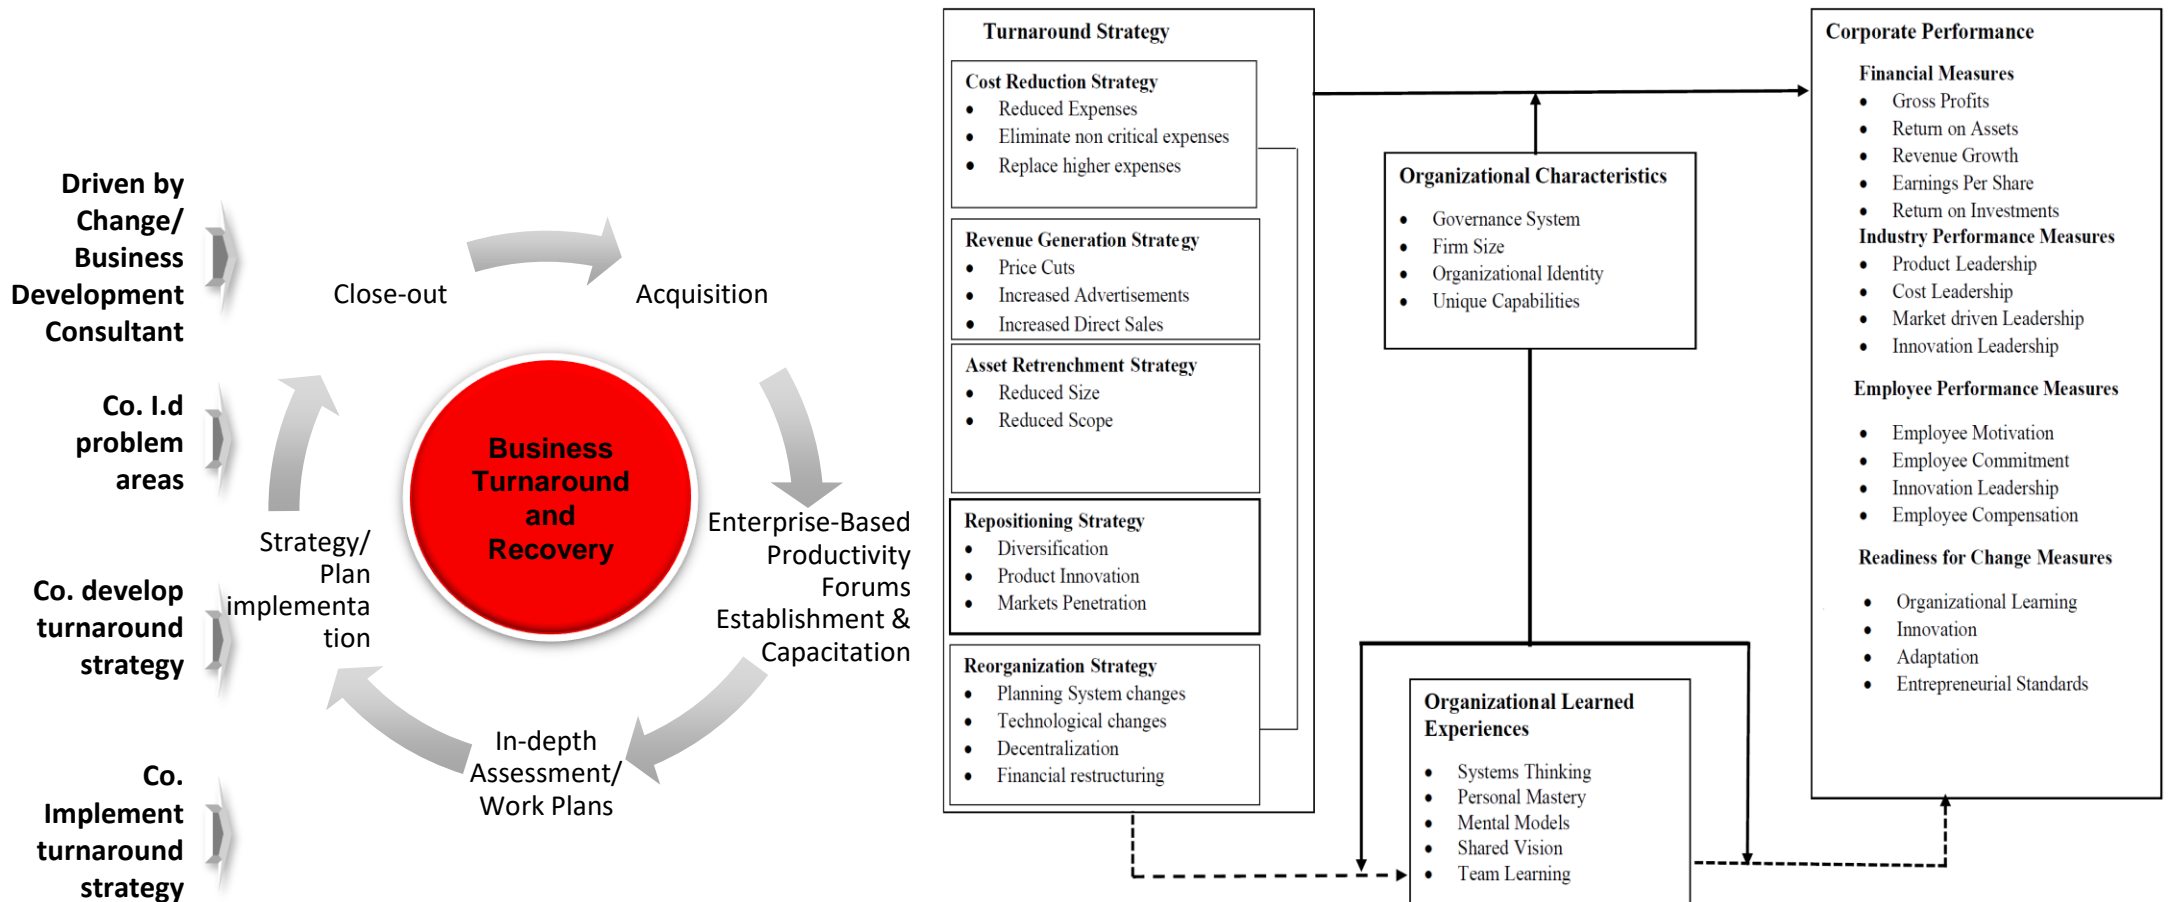 Driven by
Change/
Business
Development
Consultant
Co. I.d
problem
areas
Co. develop
turnaround
strategy
Co.
Implement
turnaround
strategy
Close-out
Acquisition
Enterprise-Based
Productivity
Forums
Establishment &
Capacitation
In-depth
Assessment/
Work Plans
Strategy/
Plan
implementa
tion
Business
Turnaround
and
Recovery
Turnaround Strategy
Cost Reduction Strategy
• Reduced Expenses
• Eliminate non critical expenses
• Replace higher expenses
Revenue Generation Strategy
• Price Cuts
• Increased Advertisements
• Increased Direct Sales
Asset Retrenchment Strategy
• Reduced Size
• Reduced Scope
Repositioning Strategy
• Diversification
• Product Innovation
• Markets Penetration
Reorganization Strategy
• Planning System changes
• Technological changes
• Decentralization
• Financial restructuring
Organizational Characteristics
• Governance System
• Firm Size
• Organizational Identity
• Unique Capabilities
Organizational Learned
Experiences
• Systems Thinking
• Personal Mastery
• Mental Models
• Shared Vision
• Team Learning
Corporate Performance
Financial Measures
• Gross Profits
• Return on Assets
• Revenue Growth
• Earnings Per Share
• Return on Investments
Industry Performance Measures
• Product Leadership
• Cost Leadership
• Market driven Leadership
• Innovation Leadership
Employee Performance Measures
• Employee Motivation
• Employee Commitment
• Innovation Leadership
• Employee Compensation
Readiness for Change Measures
• Organizational Learning
• Innovation
• Adaptation
• Entrepreneurial Standards